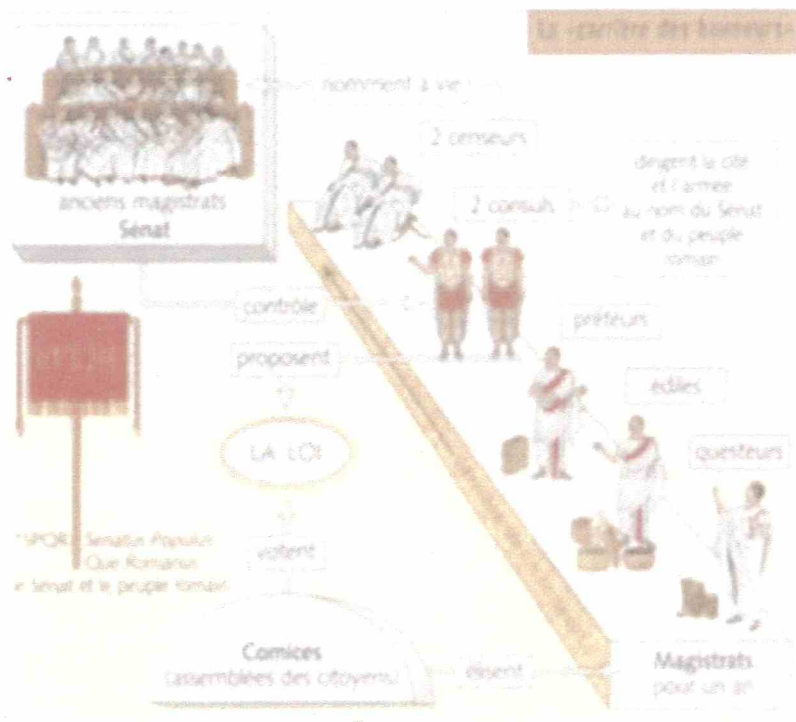 La «carrière des honneurs»
nomment à vie
2 censeurs
anciens magistrats
Sénat
2 consuls
dirigent la cité
et l'armée
au nom du Sénat
et du peuple
romain
contrôle
préteurs
proposent
édiles
LA LOI
questeurs
SPQR : Senatus Populus
Que Romanus
le Sénat et le peuple romain
votent
Comices
(assemblées des citoyens)
élisent
Magistrats
pour un an